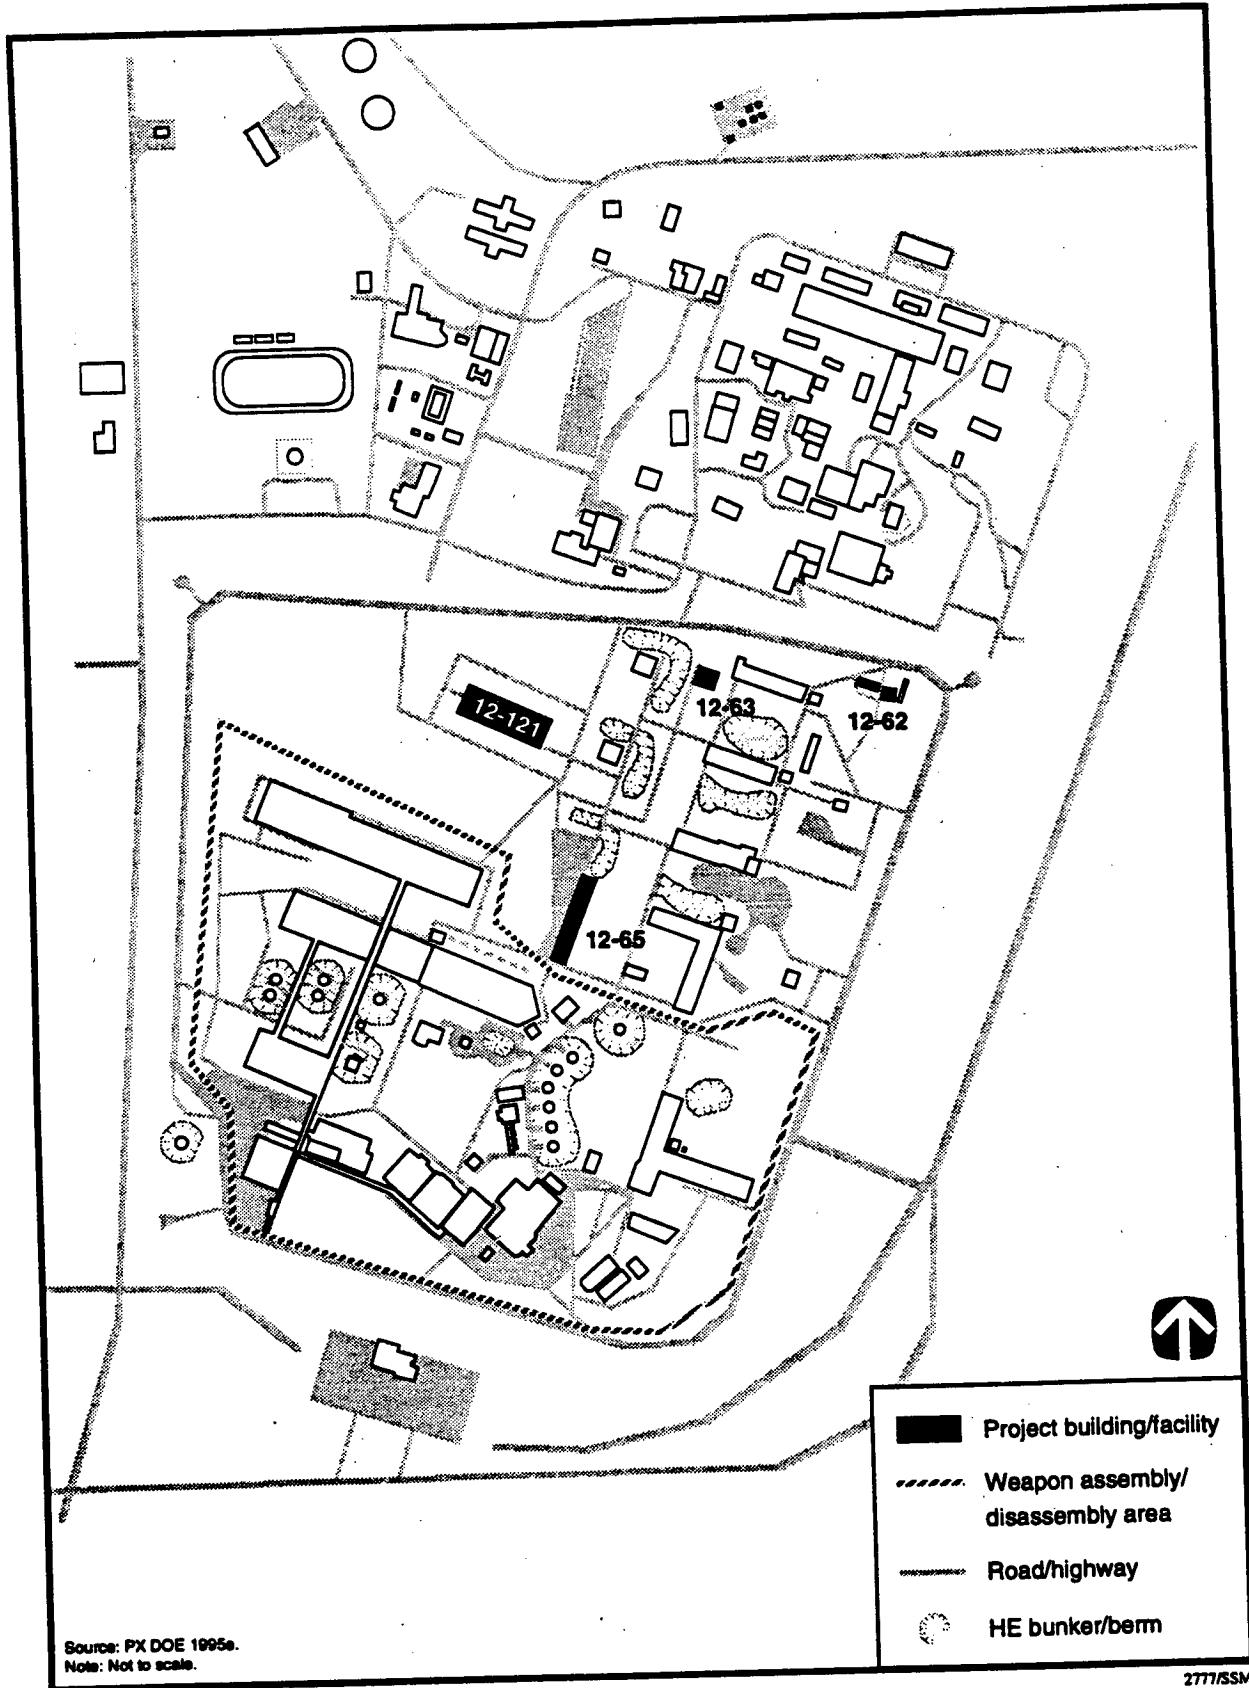 12-121
12-63
12-62
12-65
Project building/facility
Weapon assembly/
disassembly area
Road/highway
HE bunker/berm
Source: PX DOE 1995a.
Note: Not to scale.
2777/SSM